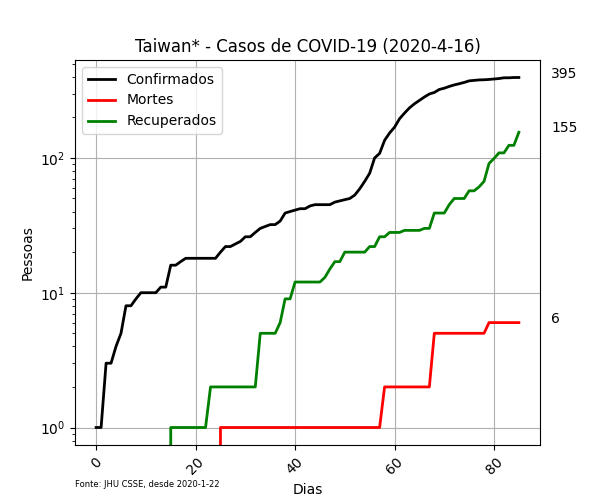 Taiwan* - Casos de COVID-19 (2020-4-16)
Confirmados
Mortes
Recuperados
395
155
6
10²
10¹
10⁰
Pessoas
0 20 40 60 80
Dias
Fonte: JHU CSSE, desde 2020-1-22